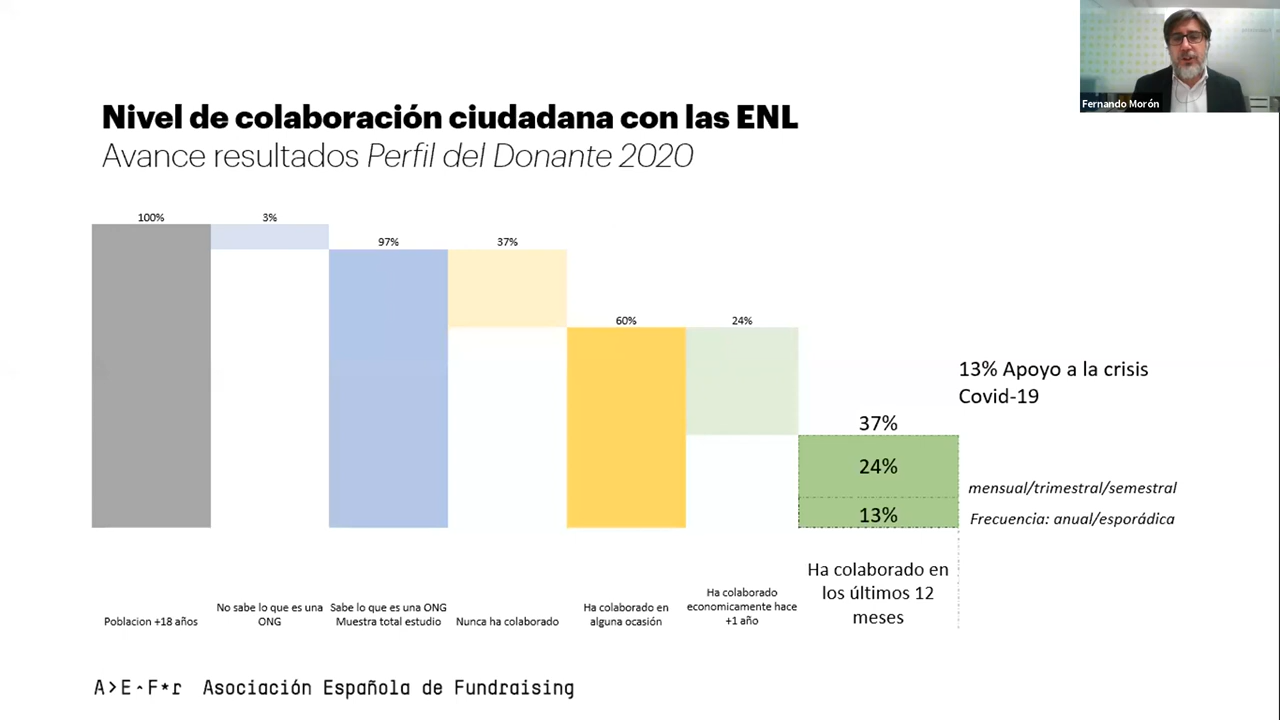 Fernando Morón
Nivel de colaboración ciudadana con las ENL
Avance resultados Perfil del Donante 2020
100%
3%
97%
37%
60%
24%
13% Apoyo a la crisis
Covid-19
37%
24%
mensual/trimestral/semestral
13%
Frecuencia: anual/esporádica
Poblacion +18 años
No sabe lo que es una
ONG
Sabe lo que es una ONG
Muestra total estudio
Nunca ha colaborado
Ha colaborado en
alguna ocasión
Ha colaborado
economicamente hace
+1 año
Ha colaborado en
los últimos 12
meses
A>E-F*r Asociación Española de Fundraising